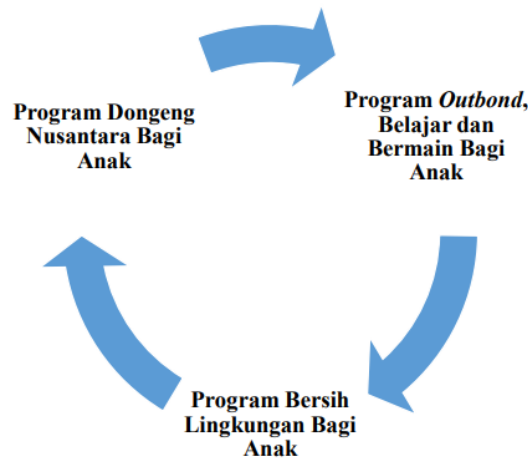 Program Dongeng
Nusantara Bagi
Anak
Program Outbond,
Belajar dan
Bermain Bagi
Anak
Program Bersih
Lingkungan Bagi
Anak